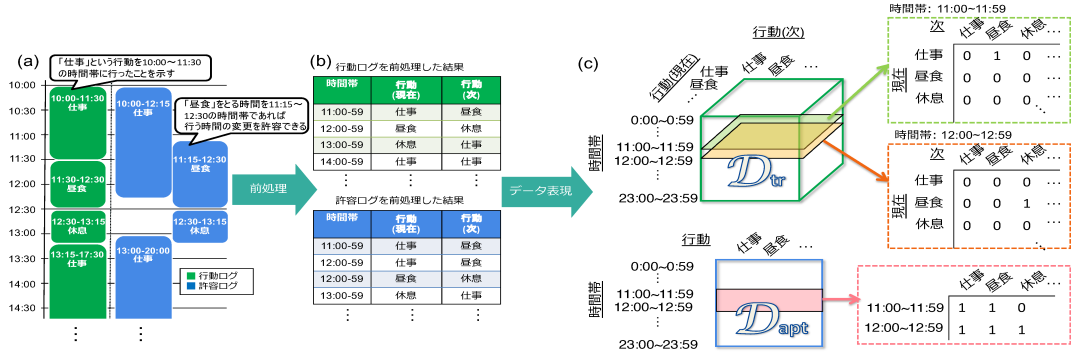 (a)
「仕事」という行動を10:00~11:30
の時間帯に行ったことを示す
10:00
10:30
11:00
11:30
12:00
12:30
13:00
13:30
14:00
14:30
10:00-11:30
仕事
11:30-12:30
昼食
12:30-13:15
休息
13:15-17:30
仕事
10:00-12:15
仕事
「昼食」をとる時間を11:15~
12:30の時間帯であれば
行う時間の変更を許容できる
11:15-12:30
昼食
12:30-13:15
休息
13:00-20:00
仕事
行動ログ
許容ログ
前処理
(b)
行動ログを前処理した結果
時間帯 行動(現在) 行動(次)
11:00-59 仕事 昼食
12:00-59 昼食 休息
13:00-59 休息 仕事
14:00-59 仕事 仕事
許容ログを前処理した結果
時間帯 行動(現在) 行動(次)
11:00-59 仕事 昼食
12:00-59 仕事 昼食
12:00-59 昼食 休息
13:00-59 休息 仕事
データ表現
(c)
行動(次)
仕事 昼食 …
行動(現在)
仕事
昼食
…
時間帯
0:00~0:59
11:00~11:59
12:00~12:59
23:00~23:59
Dtr
時間帯: 11:00~11:59
次
仕事 昼食 休息 …
現在
仕事 0 1 0 …
昼食 0 0 0 …
休息 0 0 0
時間帯: 12:00~12:59
次
仕事 昼食 休息 …
現在
仕事 0 0 0 …
昼食 0 0 1 …
休息 0 0 0
行動
仕事 昼食 …
時間帯
0:00~0:59
11:00~11:59
12:00~12:59
23:00~23:59
Dapt
仕事 昼食 休息 …
11:00~11:59 1 1 0
12:00~12:59 1 1 1